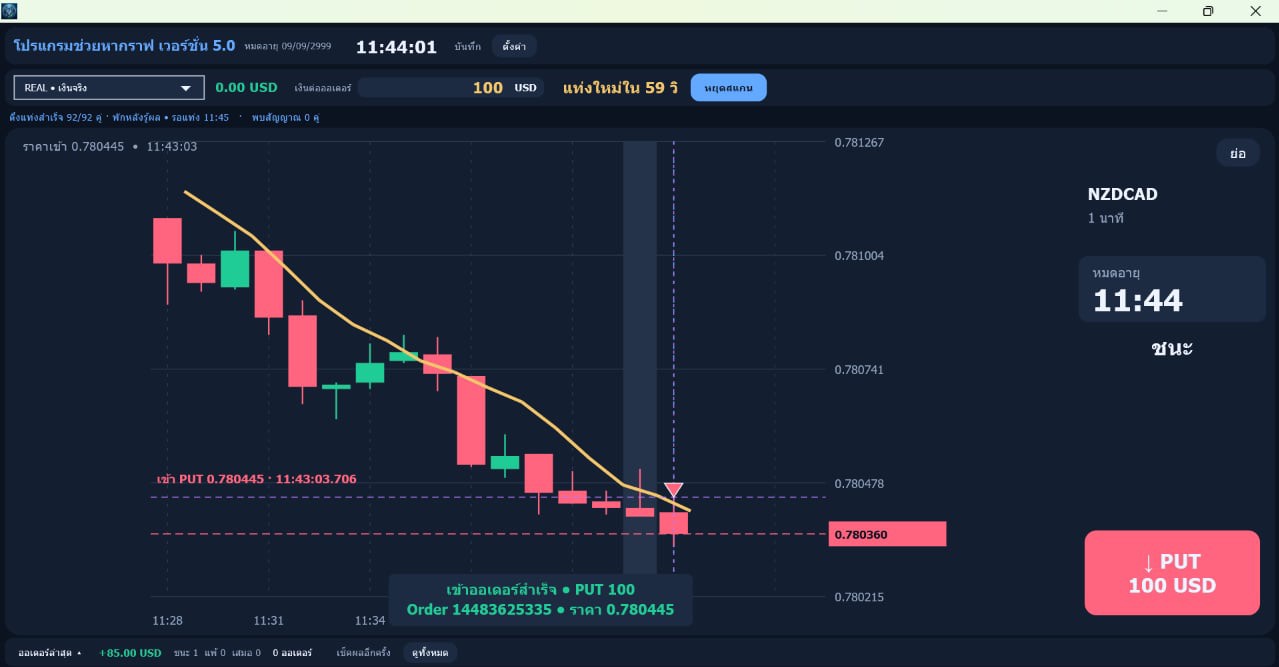 โปรแกรมช่วยหากราฟ เวอร์ชั่น 5.0 หมดอายุ 09/09/2999 11:44:01 บันทึก ตั้งค่า
REAL • เงินจริง 0.00 USD เงินต่อออเดอร์ 100 USD แท่งใหม่ใน 59 วิ หยุดสแกน
ดึงแท่งสำเร็จ 92/92 คู่ · พักหลังรู้ผล • รอแท่ง 11:45 · พบสัญญาณ 0 คู่
ราคาเข้า 0.780445 • 11:43:03
ย่อ
0.781267
0.781004
0.780741
0.780478
0.780360
0.780215
เข้า PUT 0.780445 · 11:43:03.706
11:28 11:31 11:34
เข้าออเดอร์สำเร็จ • PUT 100
Order 14483625335 • ราคา 0.780445
NZDCAD
1 นาที
หมดอายุ
11:44
ชนะ
↓ PUT
100 USD
ออเดอร์ล่าสุด +85.00 USD ชนะ 1 แพ้ 0 เสมอ 0 0 ออเดอร์ เช็คผลอีกครั้ง ดูทั้งหมด